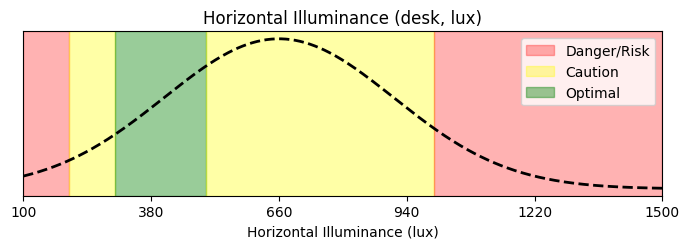 Horizontal Illuminance (desk, lux)
Danger/Risk
Caution
Optimal
100 380 660 940 1220 1500
Horizontal Illuminance (lux)